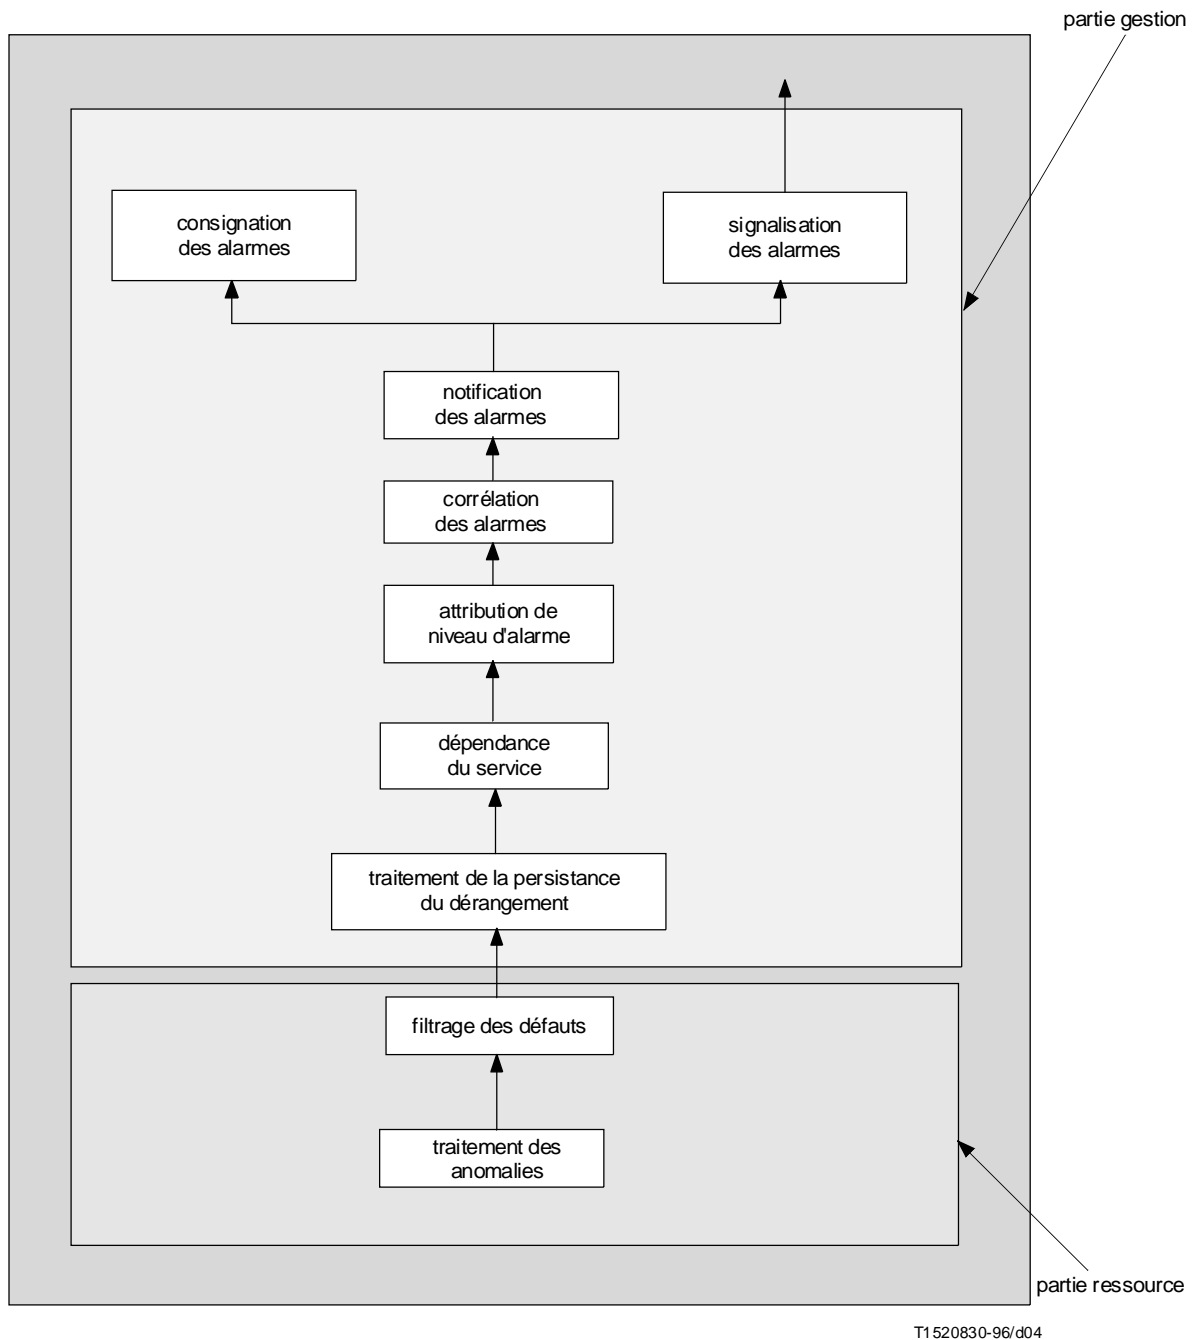 partie gestion
consignation
des alarmes
signalisation
des alarmes
notification
des alarmes
corrélation
des alarmes
attribution de
niveau d'alarme
dépendance
du service
traitement de la persistance
du dérangement
filtrage des défauts
traitement des
anomalies
partie ressource
T1520830-96/d04